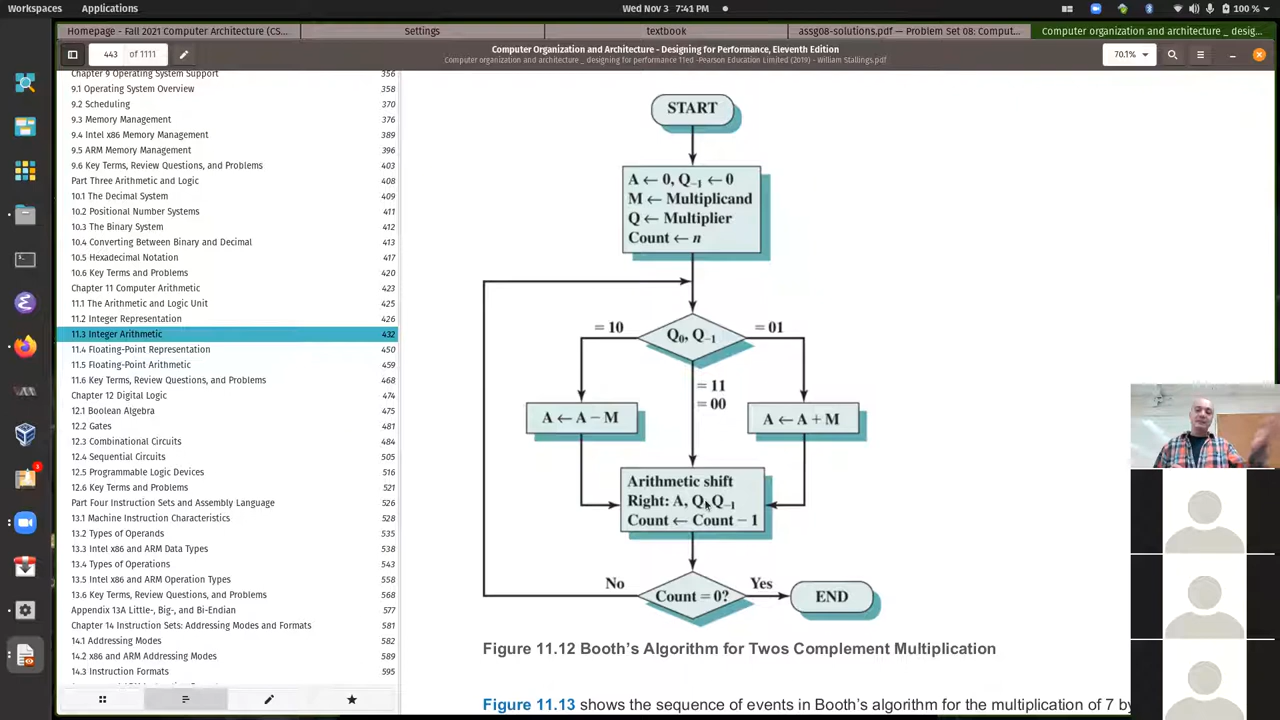 Workspaces Applications Wed Nov 3 7:41 PM 100 %
Homepage - Fall 2021 Computer Architecture (CS... Settings textbook assg08-solutions.pdf — Problem Set 08: Comput... Computer organization and architecture _ desig...
443 of 1111 Computer Organization and Architecture - Designing for Performance, Eleventh Edition 70.1%
Computer organization and architecture _ designing for performance 11ed -Pearson Education Limited (2019) - William Stallings.pdf
Chapter 9 Operating System Support 356
9.1 Operating System Overview 358
9.2 Scheduling 370
9.3 Memory Management 376
9.4 Intel x86 Memory Management 389
9.5 ARM Memory Management 396
9.6 Key Terms, Review Questions, and Problems 403
Part Three Arithmetic and Logic 408
10.1 The Decimal System 409
10.2 Positional Number Systems 411
10.3 The Binary System 412
10.4 Converting Between Binary and Decimal 413
10.5 Hexadecimal Notation 417
10.6 Key Terms and Problems 420
Chapter 11 Computer Arithmetic 423
11.1 The Arithmetic and Logic Unit 425
11.2 Integer Representation 426
11.3 Integer Arithmetic 432
11.4 Floating-Point Representation 450
11.5 Floating-Point Arithmetic 459
11.6 Key Terms, Review Questions, and Problems 468
Chapter 12 Digital Logic 474
12.1 Boolean Algebra 475
12.2 Gates 481
12.3 Combinational Circuits 484
12.4 Sequential Circuits 505
12.5 Programmable Logic Devices 516
12.6 Key Terms and Problems 521
Part Four Instruction Sets and Assembly Language 526
13.1 Machine Instruction Characteristics 528
13.2 Types of Operands 535
13.3 Intel x86 and ARM Data Types 538
13.4 Types of Operations 543
13.5 Intel x86 and ARM Operation Types 558
13.6 Key Terms, Review Questions, and Problems 568
Appendix 13A Little-, Big-, and Bi-Endian 577
Chapter 14 Instruction Sets: Addressing Modes and Formats 581
14.1 Addressing Modes 582
14.2 x86 and ARM Addressing Modes 589
14.3 Instruction Formats 595
START
A ← 0, Q₋₁ ← 0
M ← Multiplicand
Q ← Multiplier
Count ← n
= 10 Q₀, Q₋₁ = 01
= 11
= 00
A ← A − M A ← A + M
Arithmetic shift
Right: A, Q, Q₋₁
Count ← Count − 1
No Count = 0? Yes END
Figure 11.12 Booth's Algorithm for Twos Complement Multiplication
Figure 11.13 shows the sequence of events in Booth's algorithm for the multiplication of 7 by